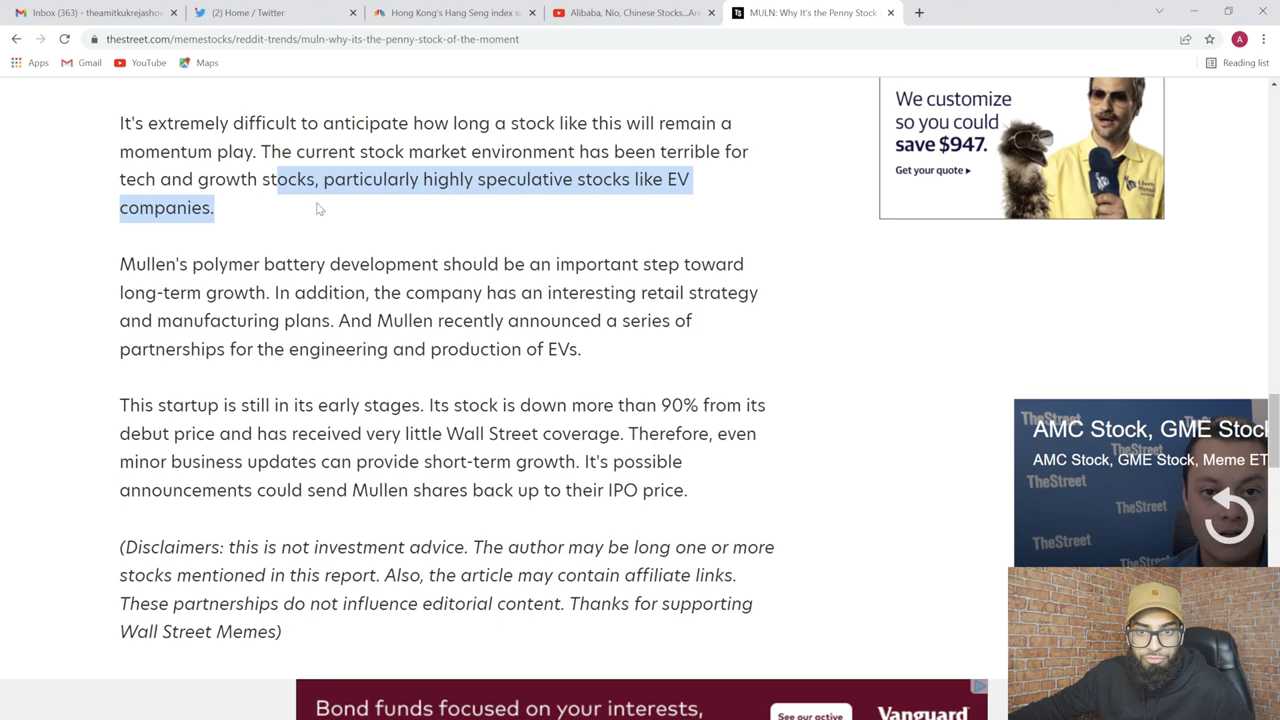 Inbox (363) - theamitkukrejashow
(2) Home / Twitter
Hong Kong's Hang Seng index s
Alibaba, Nio, Chinese Stocks...An
MULN: Why It's the Penny Stock
thestreet.com/memestocks/reddit-trends/muln-why-its-the-penny-stock-of-the-moment
A
Apps
Gmail
YouTube
Maps
Reading list
It's extremely difficult to anticipate how long a stock like this will remain a
momentum play. The current stock market environment has been terrible for
tech and growth stocks, particularly highly speculative stocks like EV
companies.
Mullen's polymer battery development should be an important step toward
long-term growth. In addition, the company has an interesting retail strategy
and manufacturing plans. And Mullen recently announced a series of
partnerships for the engineering and production of EVs.
This startup is still in its early stages. Its stock is down more than 90% from its
debut price and has received very little Wall Street coverage. Therefore, even
minor business updates can provide short-term growth. It's possible
announcements could send Mullen shares back up to their IPO price.
(Disclaimers: this is not investment advice. The author may be long one or more
stocks mentioned in this report. Also, the article may contain affiliate links.
These partnerships do not influence editorial content. Thanks for supporting
Wall Street Memes)
We customize
so you could
save $947.
Get your quote
AMC Stock, GME Stock
AMC Stock, GME Stock, Meme ET
TheStreet
TheStreet
TheStreet
Bond funds focused on your interests,
See our active
Vanguard